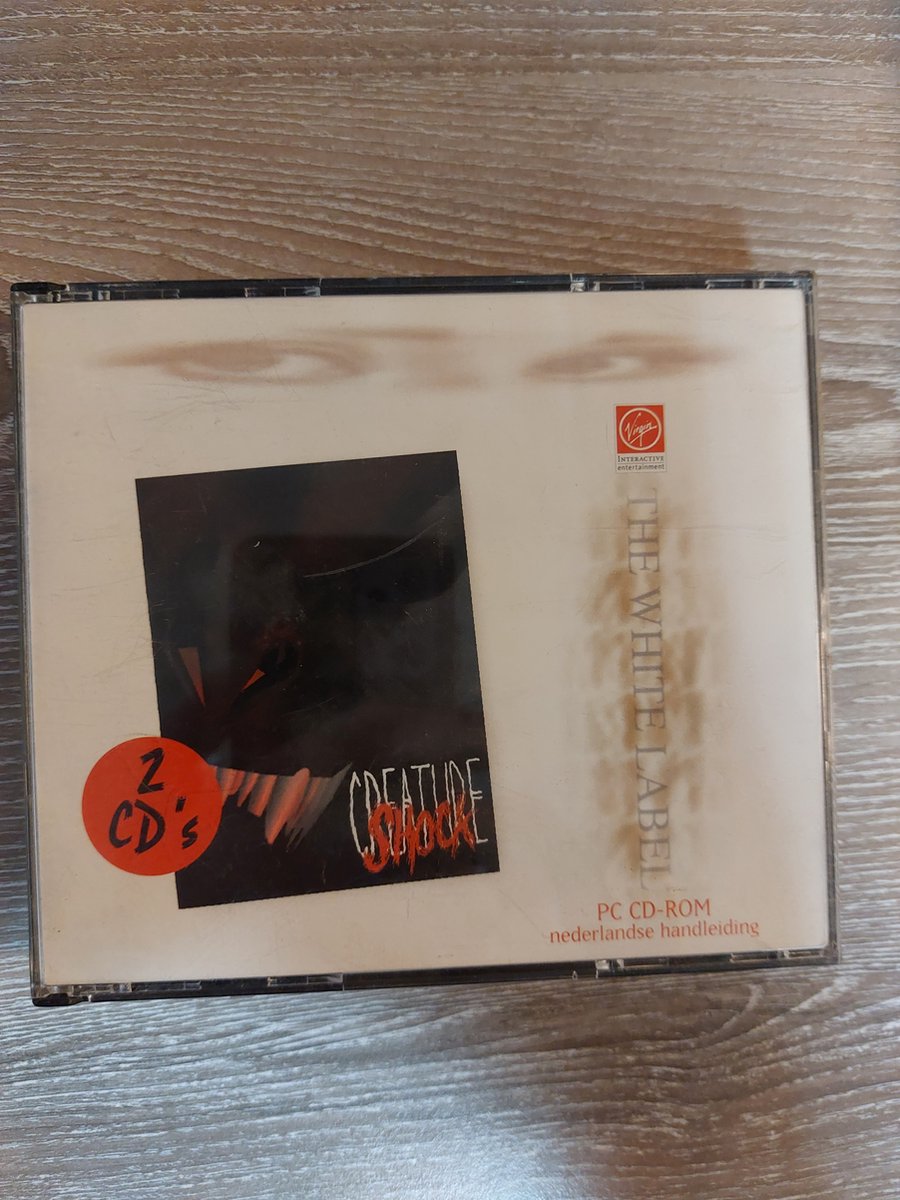 Virgin
INTERACTIVE
entertainment
THE WHITE LABEL
2
CD's
CREATURE
SHOCK
PC CD-ROM
nederlandse handleiding